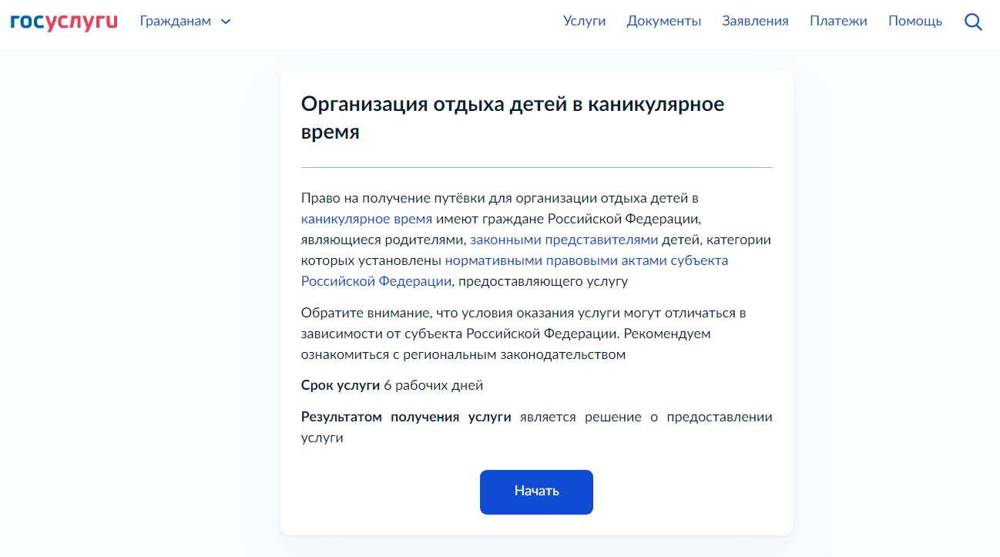 госуслуги Гражданам Услуги Документы Заявления Платежи Помощь
Организация отдыха детей в каникулярное
время
Право на получение путёвки для организации отдыха детей в
каникулярное время имеют граждане Российской Федерации,
являющиеся родителями, законными представителями детей, категории
которых установлены нормативными правовыми актами субъекта
Российской Федерации, предоставляющего услугу
Обратите внимание, что условия оказания услуги могут отличаться в
зависимости от субъекта Российской Федерации. Рекомендуем
ознакомиться с региональным законодательством
Срок услуги 6 рабочих дней
Результатом получения услуги является решение о предоставлении
услуги
Начать